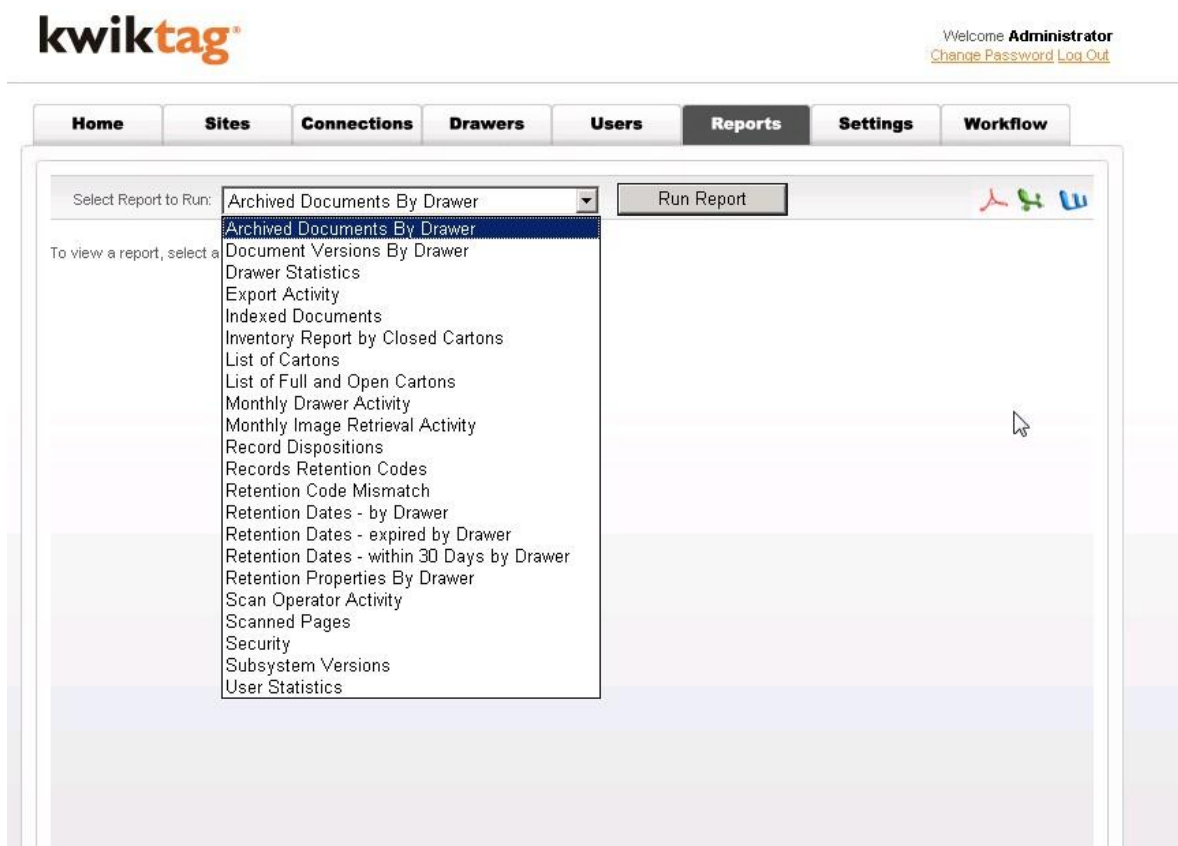 kwiktag®
Welcome Administrator
Change Password Log Out
Home Sites Connections Drawers Users Reports Settings Workflow
Select Report to Run: Archived Documents By Drawer Run Report
Archived Documents By Drawer
To view a report, select a
Document Versions By Drawer
Drawer Statistics
Export Activity
Indexed Documents
Inventory Report by Closed Cartons
List of Cartons
List of Full and Open Cartons
Monthly Drawer Activity
Monthly Image Retrieval Activity
Record Dispositions
Records Retention Codes
Retention Code Mismatch
Retention Dates - by Drawer
Retention Dates - expired by Drawer
Retention Dates - within 30 Days by Drawer
Retention Properties By Drawer
Scan Operator Activity
Scanned Pages
Security
Subsystem Versions
User Statistics